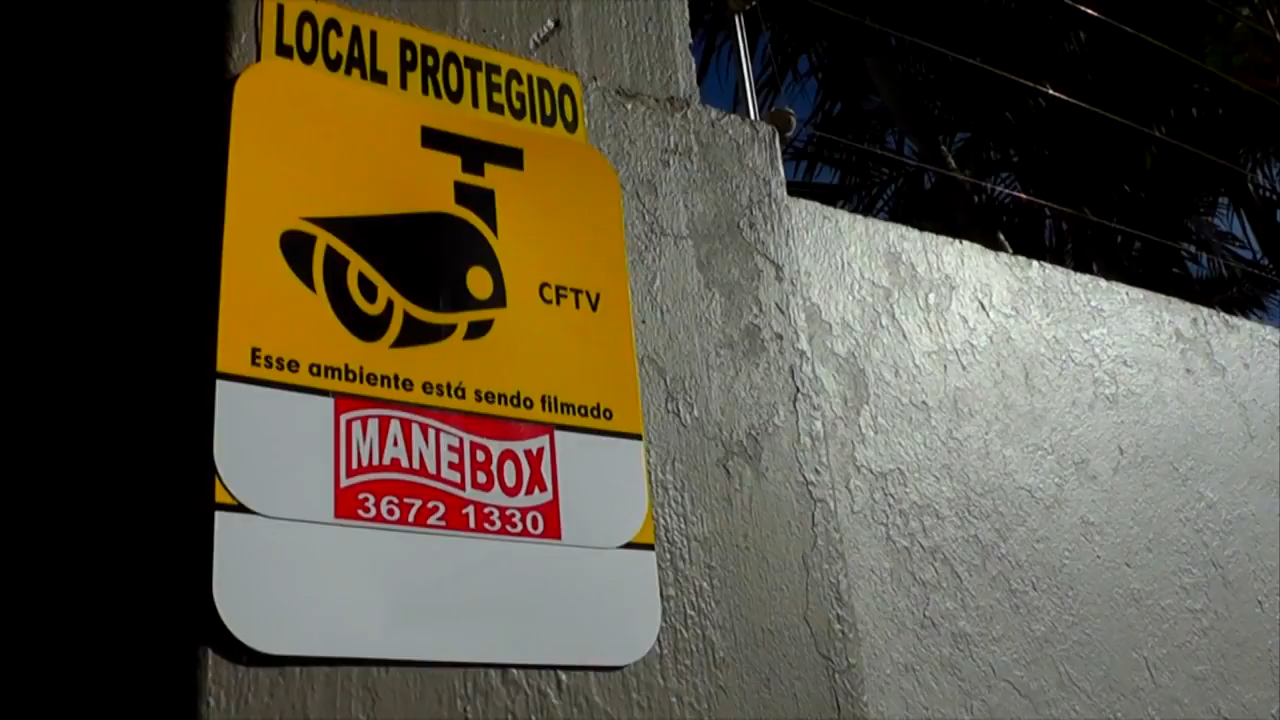 LOCAL PROTEGIDO
CFTV
Esse ambiente está sendo filmado
MANEBOX
3672 1330